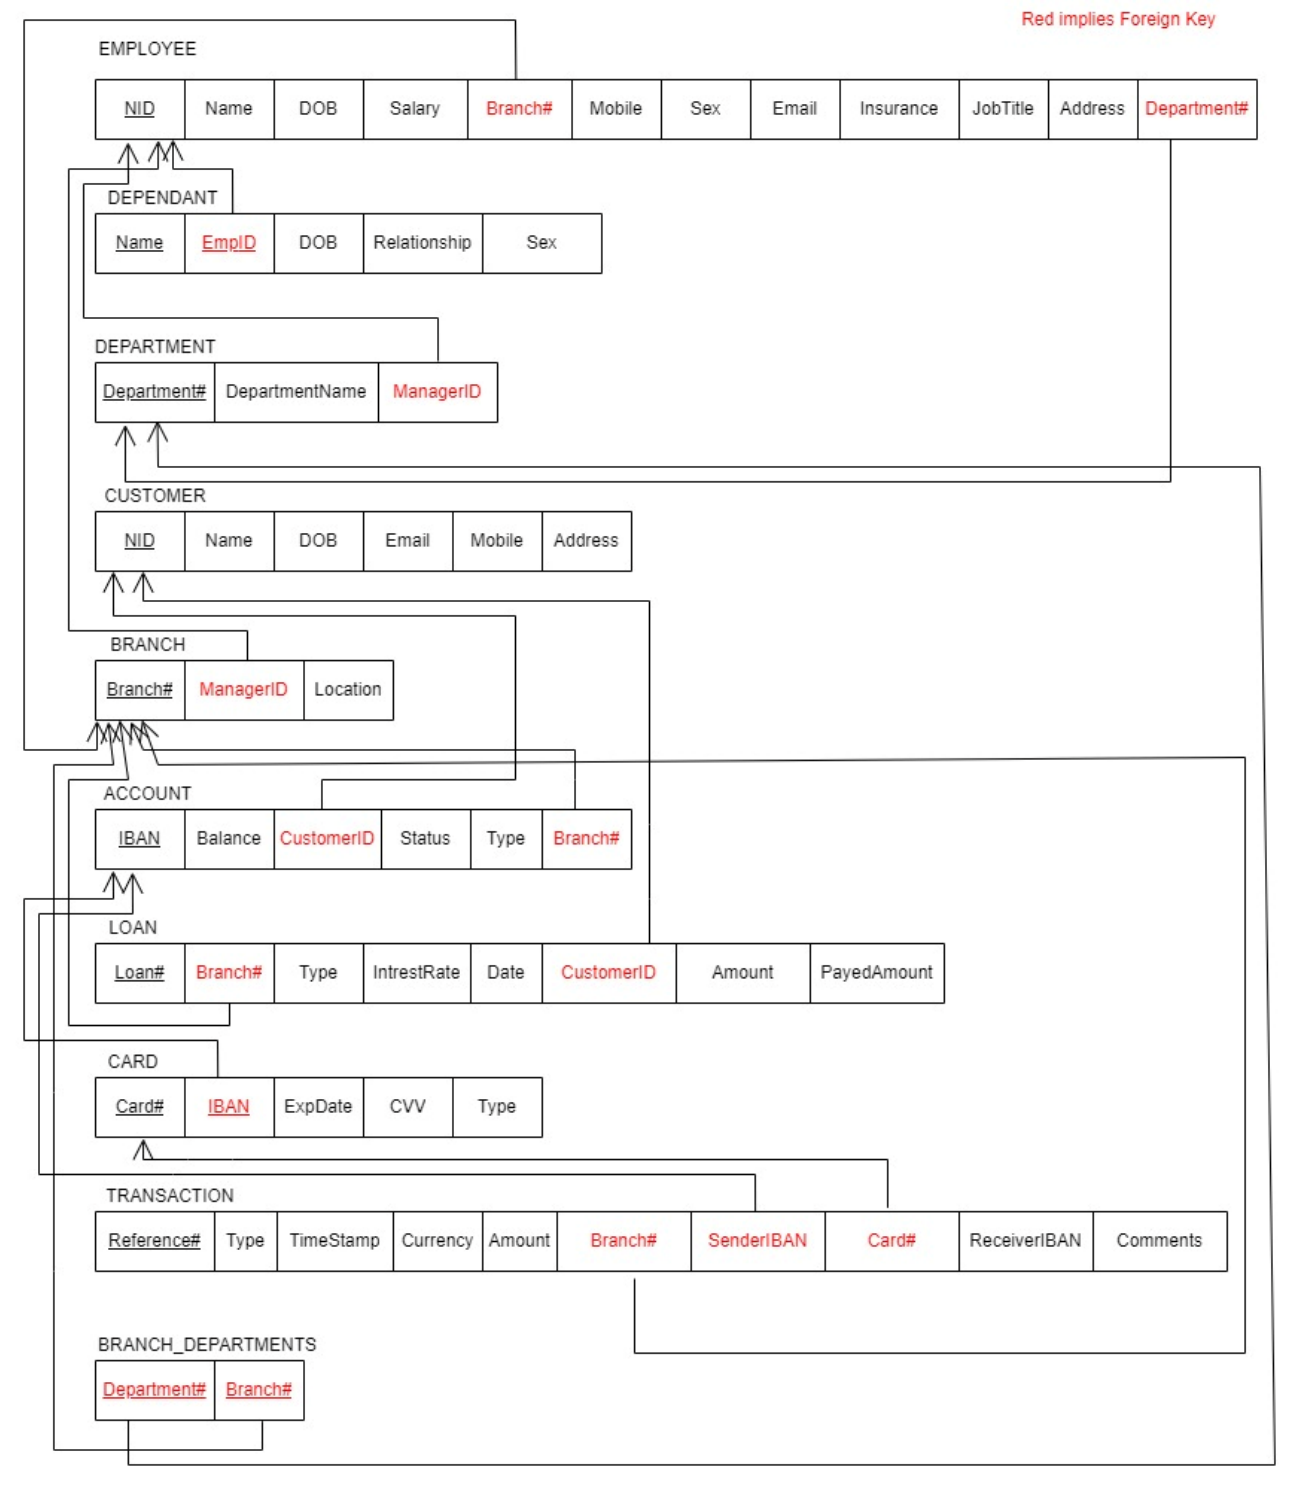 Red implies Foreign Key
EMPLOYEE
NID Name DOB Salary Branch# Mobile Sex Email Insurance JobTitle Address Department#
DEPENDANT
Name EmpID DOB Relationship Sex
DEPARTMENT
Department# DepartmentName ManagerID
CUSTOMER
NID Name DOB Email Mobile Address
BRANCH
Branch# ManagerID Location
ACCOUNT
IBAN Balance CustomerID Status Type Branch#
LOAN
Loan# Branch# Type IntrestRate Date CustomerID Amount PayedAmount
CARD
Card# IBAN ExpDate CVV Type
TRANSACTION
Reference# Type TimeStamp Currency Amount Branch# SenderIBAN Card# ReceiverIBAN Comments
BRANCH_DEPARTMENTS
Department# Branch#